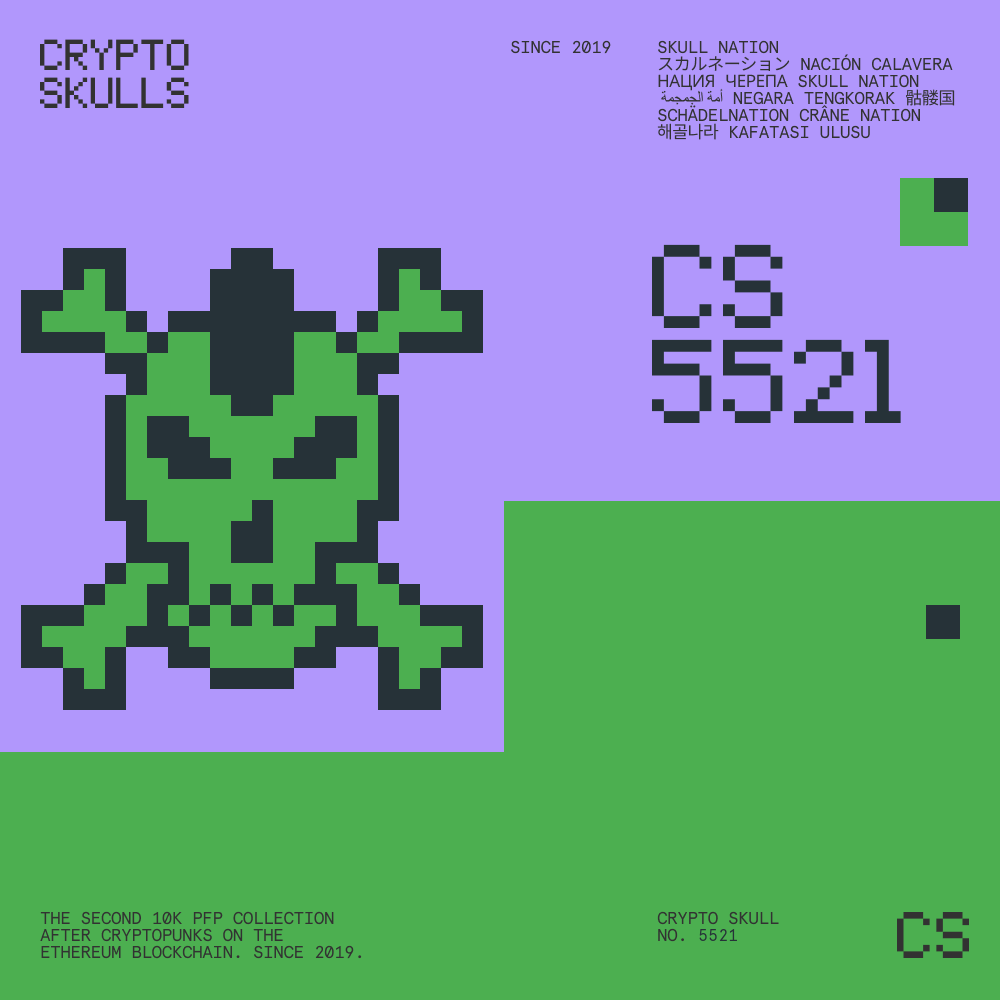 CRYPTO
SKULLS
SINCE 2019
SKULL NATION
スカルネーション NACIÓN CALAVERA
НАЦИЯ ЧЕРЕПА SKULL NATION
أمة الجمجمة NEGARA TENGKORAK 骷髅国
SCHÄDELNATION CRÂNE NATION
해골나라 KAFATASI ULUSU
CS
5521
THE SECOND 10K PFP COLLECTION
AFTER CRYPTOPUNKS ON THE
ETHEREUM BLOCKCHAIN. SINCE 2019.
CRYPTO SKULL
NO. 5521
CS